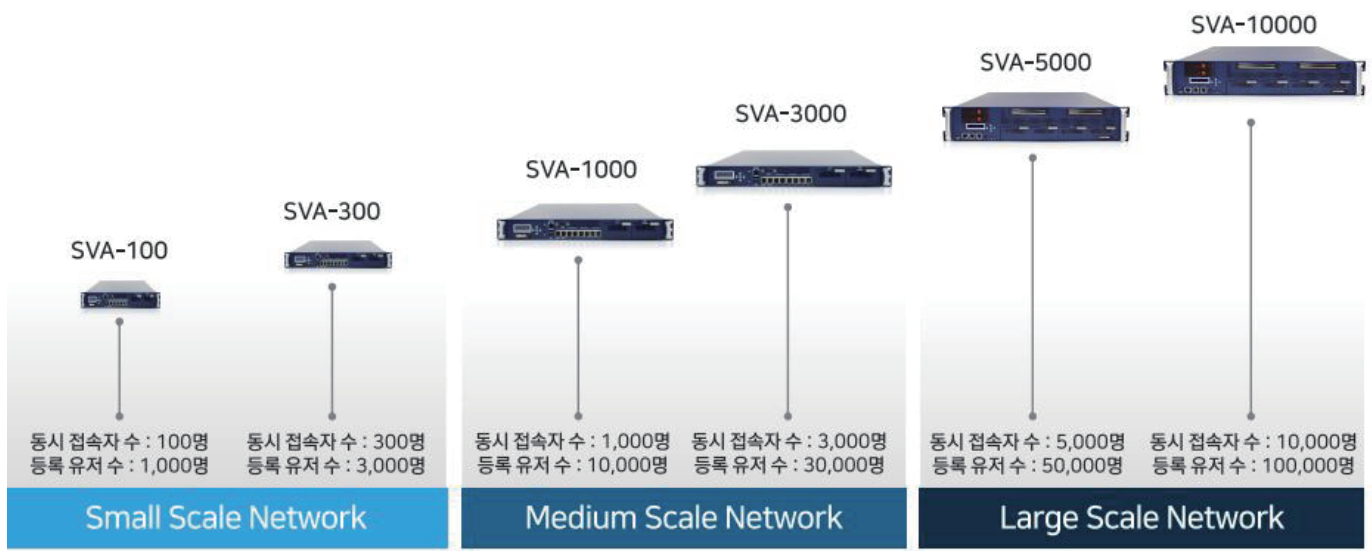 SVA-100
동시 접속자 수 : 100명
등록 유저 수 : 1,000명
SVA-300
동시 접속자 수 : 300명
등록 유저 수 : 3,000명
Small Scale Network
SVA-1000
동시 접속자 수 : 1,000명
등록 유저 수 : 10,000명
SVA-3000
동시 접속자 수 : 3,000명
등록 유저 수 : 30,000명
Medium Scale Network
SVA-5000
동시 접속자 수 : 5,000명
등록 유저 수 : 50,000명
SVA-10000
동시 접속자 수 : 10,000명
등록 유저 수 : 100,000명
Large Scale Network